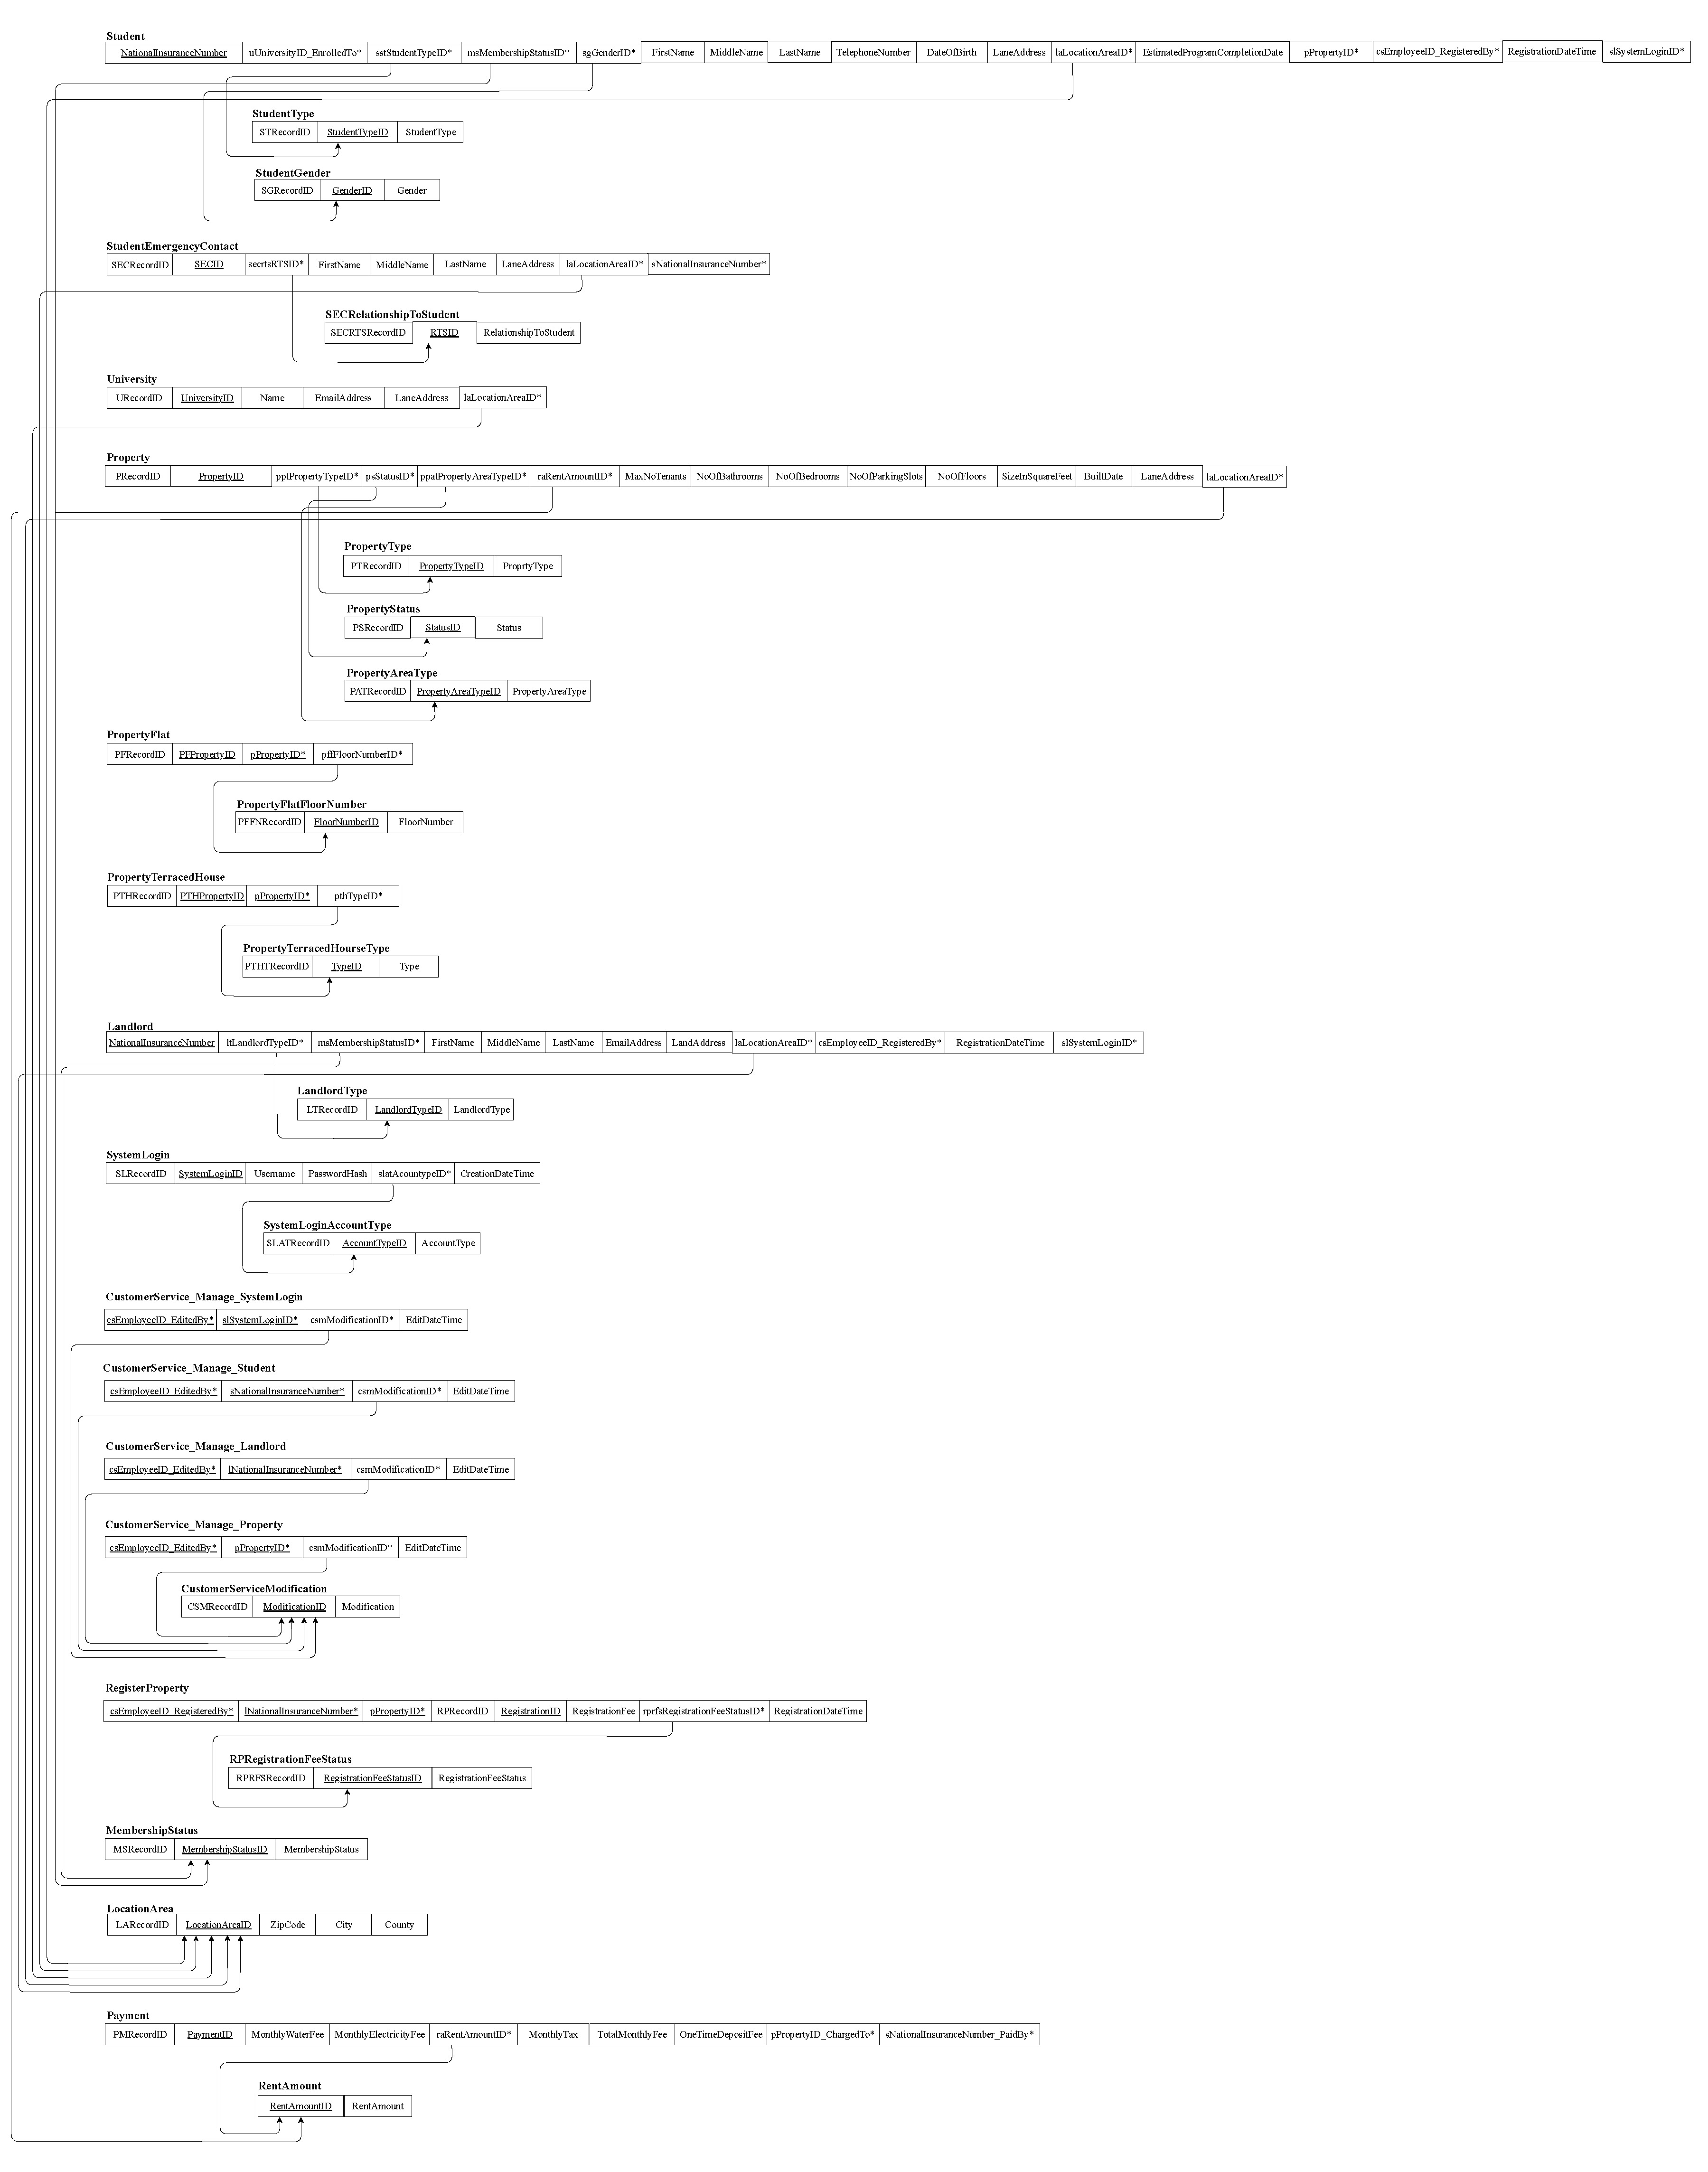 Student
NationalInsuranceNumber uUniversityID_EnrolledTo* sstStudentTypeID* msMembershipStatusID* sgGenderID* FirstName MiddleName LastName TelephoneNumber DateOfBirth LaneAddress laLocationAreaID* EstimatedProgramCompletionDate pPropertyID* csEmployeeID_RegisteredBy* RegistrationDateTime slSystemLoginID*
StudentType
STRecordID StudentTypeID StudentType
StudentGender
SGRecordID GenderID Gender
StudentEmergencyContact
SECRecordID SECID secrtsRTSID* FirstName MiddleName LastName LaneAddress laLocationAreaID* sNationalInsuranceNumber*
SECRelationshipToStudent
SECRTSRecordID RTSID RelationshipToStudent
University
URecordID UniversityID Name EmailAddress LaneAddress laLocationAreaID*
Property
PRecordID PropertyID pptPropertyTypeID* psStatusID* ppatPropertyAreaTypeID* raRentAmountID* MaxNoTenants NoOfBathrooms NoOfBedrooms NoOfParkingSlots NoOfFloors SizeInSquareFeet BuiltDate LaneAddress laLocationAreaID*
PropertyType
PTRecordID PropertyTypeID ProprtyType
PropertyStatus
PSRecordID StatusID Status
PropertyAreaType
PATRecordID PropertyAreaTypeID PropertyAreaType
PropertyFlat
PFRecordID PFPropertyID pPropertyID* pffFloorNumberID*
PropertyFlatFloorNumber
PFFNRecordID FloorNumberID FloorNumber
PropertyTerracedHouse
PTHRecordID PTHPropertyID pPropertyID* pthTypeID*
PropertyTerracedHourseType
PTHTRecordID TypeID Type
Landlord
NationalInsuranceNumber ltLandlordTypeID* msMembershipStatusID* FirstName MiddleName LastName EmailAddress LandAddress laLocationAreaID* csEmployeeID_RegisteredBy* RegistrationDateTime slSystemLoginID*
LandlordType
LTRecordID LandlordTypeID LandlordType
SystemLogin
SLRecordID SystemLoginID Username PasswordHash slatAcountypeID* CreationDateTime
SystemLoginAccountType
SLATRecordID AccountTypeID AccountType
CustomerService_Manage_SystemLogin
csEmployeeID_EditedBy* slSystemLoginID* csmModificationID* EditDateTime
CustomerService_Manage_Student
csEmployeeID_EditedBy* sNationalInsuranceNumber* csmModificationID* EditDateTime
CustomerService_Manage_Landlord
csEmployeeID_EditedBy* lNationalInsuranceNumber* csmModificationID* EditDateTime
CustomerService_Manage_Property
csEmployeeID_EditedBy* pPropertyID* csmModificationID* EditDateTime
CustomerServiceModification
CSMRecordID ModificationID Modification
RegisterProperty
csEmployeeID_RegisteredBy* lNationalInsuranceNumber* pPropertyID* RPRecordID RegistrationID RegistrationFee rprfsRegistrationFeeStatusID* RegistrationDateTime
RPRegistrationFeeStatus
RPRFSRecordID RegistrationFeeStatusID RegistrationFeeStatus
MembershipStatus
MSRecordID MembershipStatusID MembershipStatus
LocationArea
LARecordID LocationAreaID ZipCode City County
Payment
PMRecordID PaymentID MonthlyWaterFee MonthlyElectricityFee raRentAmountID* MonthlyTax TotalMonthlyFee OneTimeDepositFee pPropertyID_ChargedTo* sNationalInsuranceNumber_PaidBy*
RentAmount
RentAmountID RentAmount